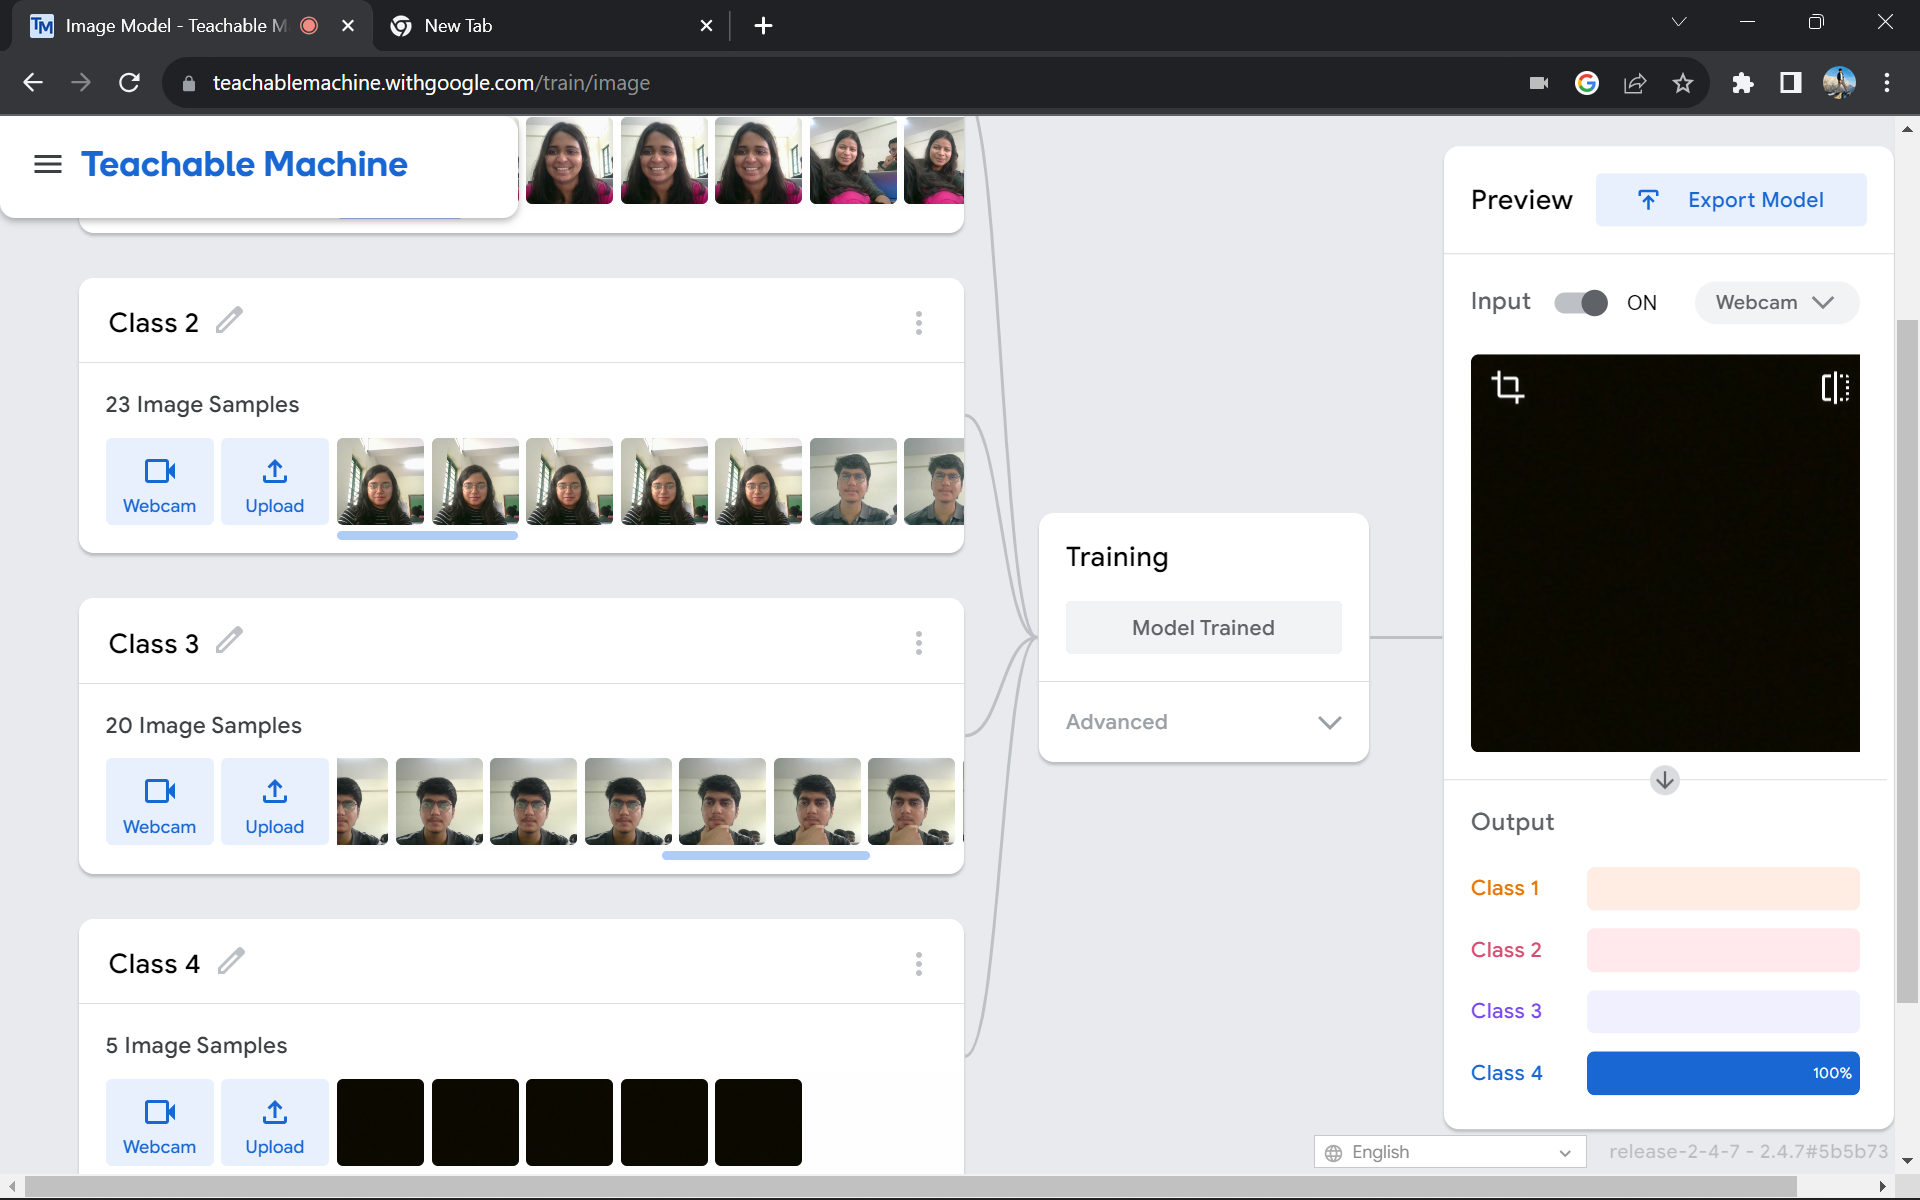 Image Model - Teachable M
New Tab
teachablemachine.withgoogle.com/train/image
Teachable Machine
Class 2
23 Image Samples
Webcam
Upload
Class 3
20 Image Samples
Webcam
Upload
Class 4
5 Image Samples
Webcam
Upload
Training
Model Trained
Advanced
Preview
Export Model
Input
ON
Webcam
Output
Class 1
Class 2
Class 3
Class 4
100%
English
release-2-4-7 - 2.4.7#5b5b73